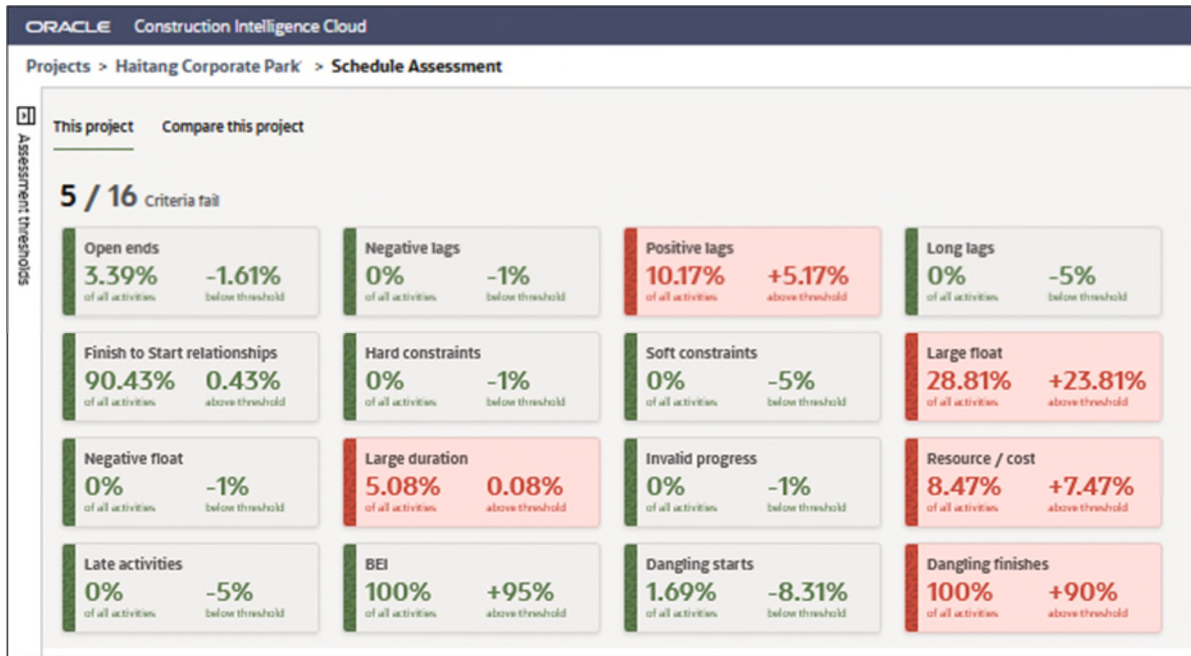 ORACLE Construction Intelligence Cloud
Projects > Haitang Corporate Park > Schedule Assessment
Assessment thresholds
This project Compare this project
5 / 16 Criteria fail
Open ends
3.39% -1.61%
of all activities below threshold
Negative lags
0% -1%
of all activities below threshold
Positive lags
10.17% +5.17%
of all activities above threshold
Long lags
0% -5%
of all activities below threshold
Finish to Start relationships
90.43% 0.43%
of all activities above threshold
Hard constraints
0% -1%
of all activities below threshold
Soft constraints
0% -5%
of all activities below threshold
Large float
28.81% +23.81%
of all activities above threshold
Negative float
0% -1%
of all activities below threshold
Large duration
5.08% 0.08%
of all activities above threshold
Invalid progress
0% -1%
of all activities below threshold
Resource / cost
8.47% +7.47%
of all activities above threshold
Late activities
0% -5%
of all activities below threshold
BEI
100% +95%
of all activities above threshold
Dangling starts
1.69% -8.31%
of all activities below threshold
Dangling finishes
100% +90%
of all activities above threshold